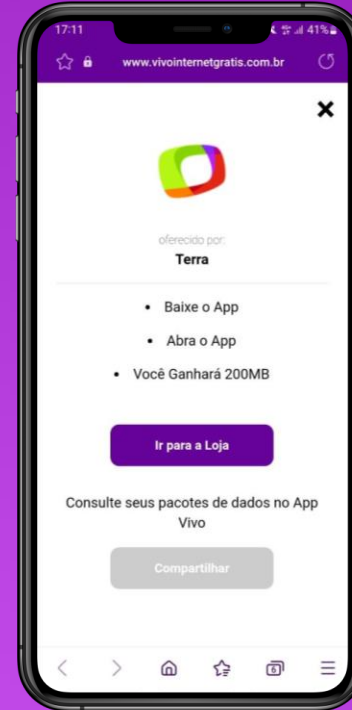 17:11
41%
www.vivointernetgratis.com.br
oferecido por:
Terra
Baixe o App
Abra o App
Você Ganhará 200MB
Ir para a Loja
Consulte seus pacotes de dados no App
Vivo
Compartilhar
6